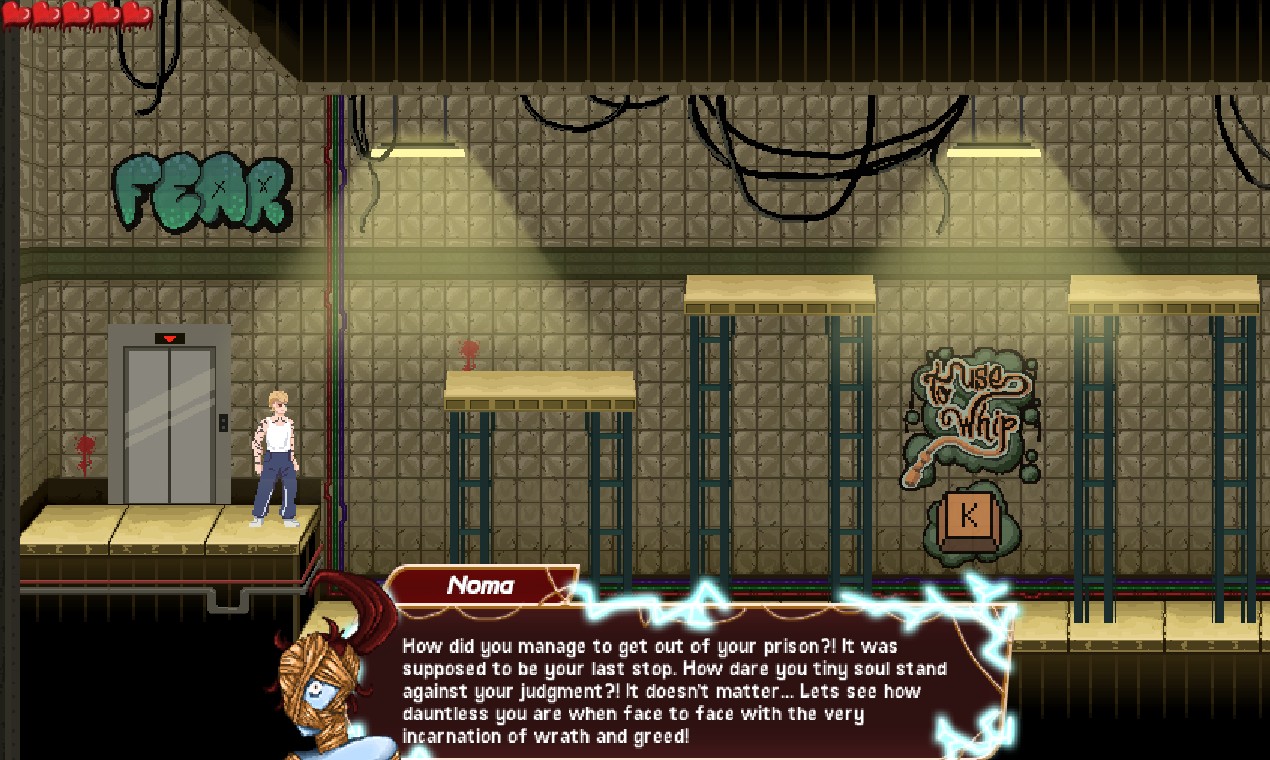 FEAR
to use
Whip
K
Noma
How did you manage to get out of your prison?! It was
supposed to be your last stop. How dare you tiny soul stand
against your judgment?! It doesn't matter... Lets see how
dauntless you are when face to face with the very
incarnation of wrath and greed!